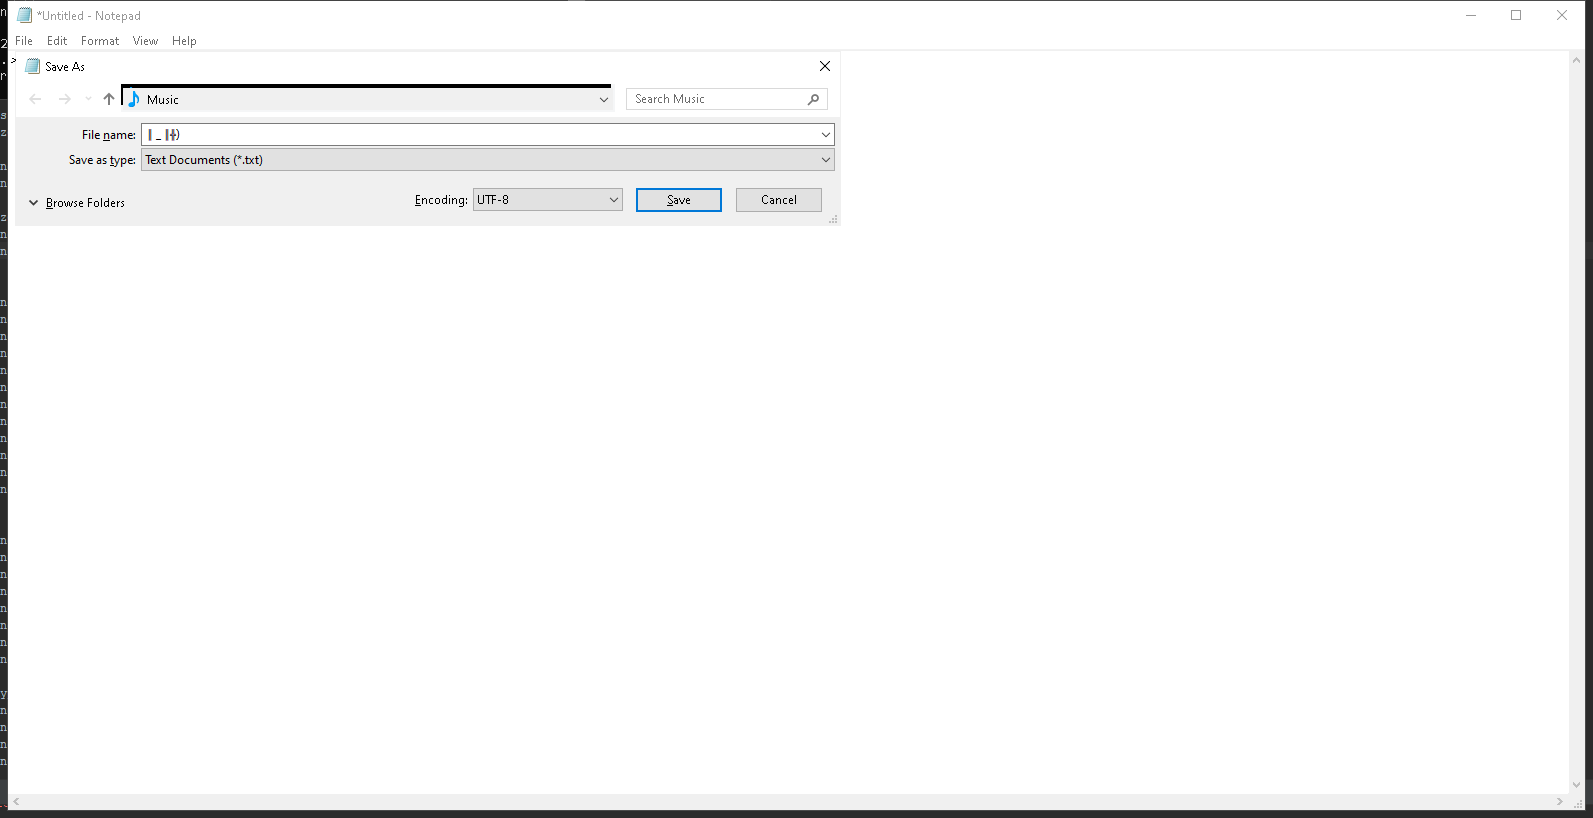 *Untitled - Notepad
File Edit Format View Help
Save As
Music
Search Music
File name:
Save as type: Text Documents (*.txt)
Browse Folders
Encoding: UTF-8
Save
Cancel